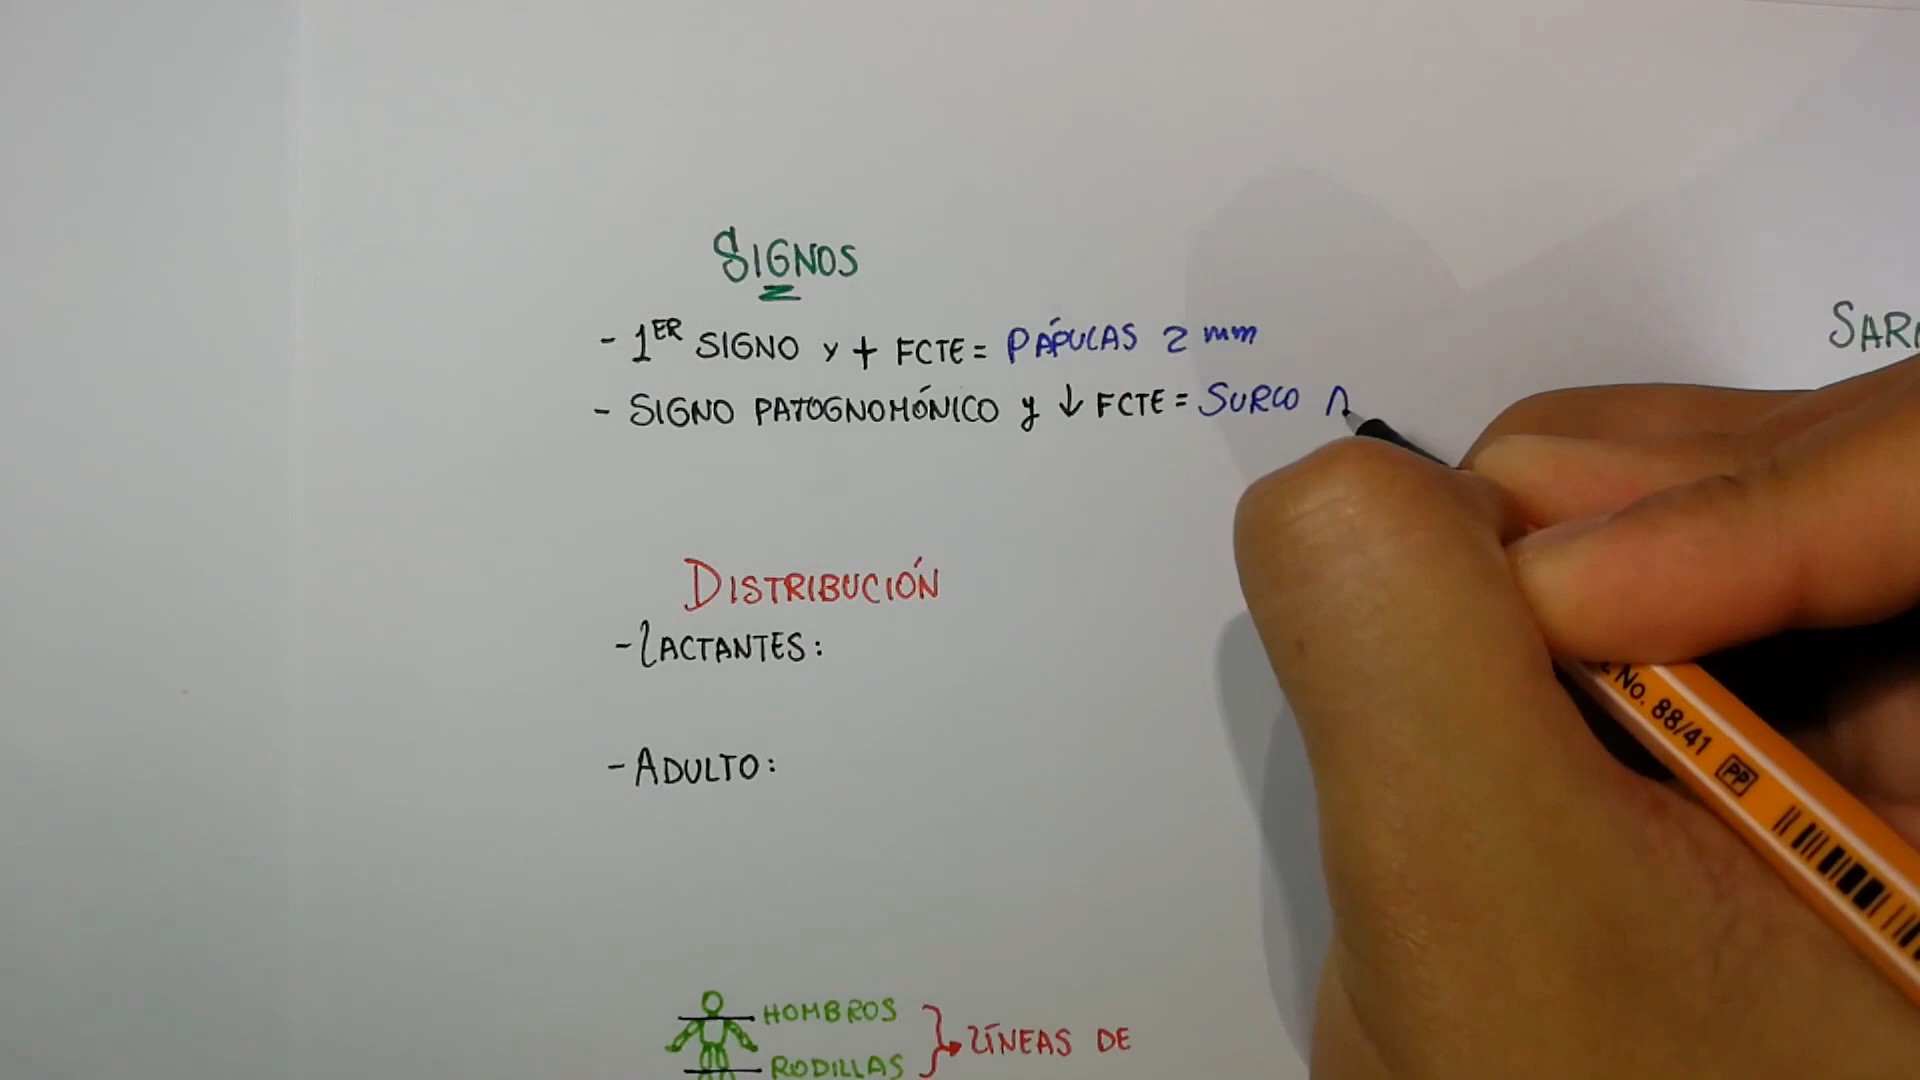 SIGNOS
- 1ER SIGNO Y + FCTE = PÁPULAS 2 mm
- SIGNO PATOGNOMÓNICO y ↓ FCTE = SURCO
DISTRIBUCIÓN
- LACTANTES:
- ADULTO:
HOMBROS
RODILLAS
LÍNEAS DE
No. 88/41 PP